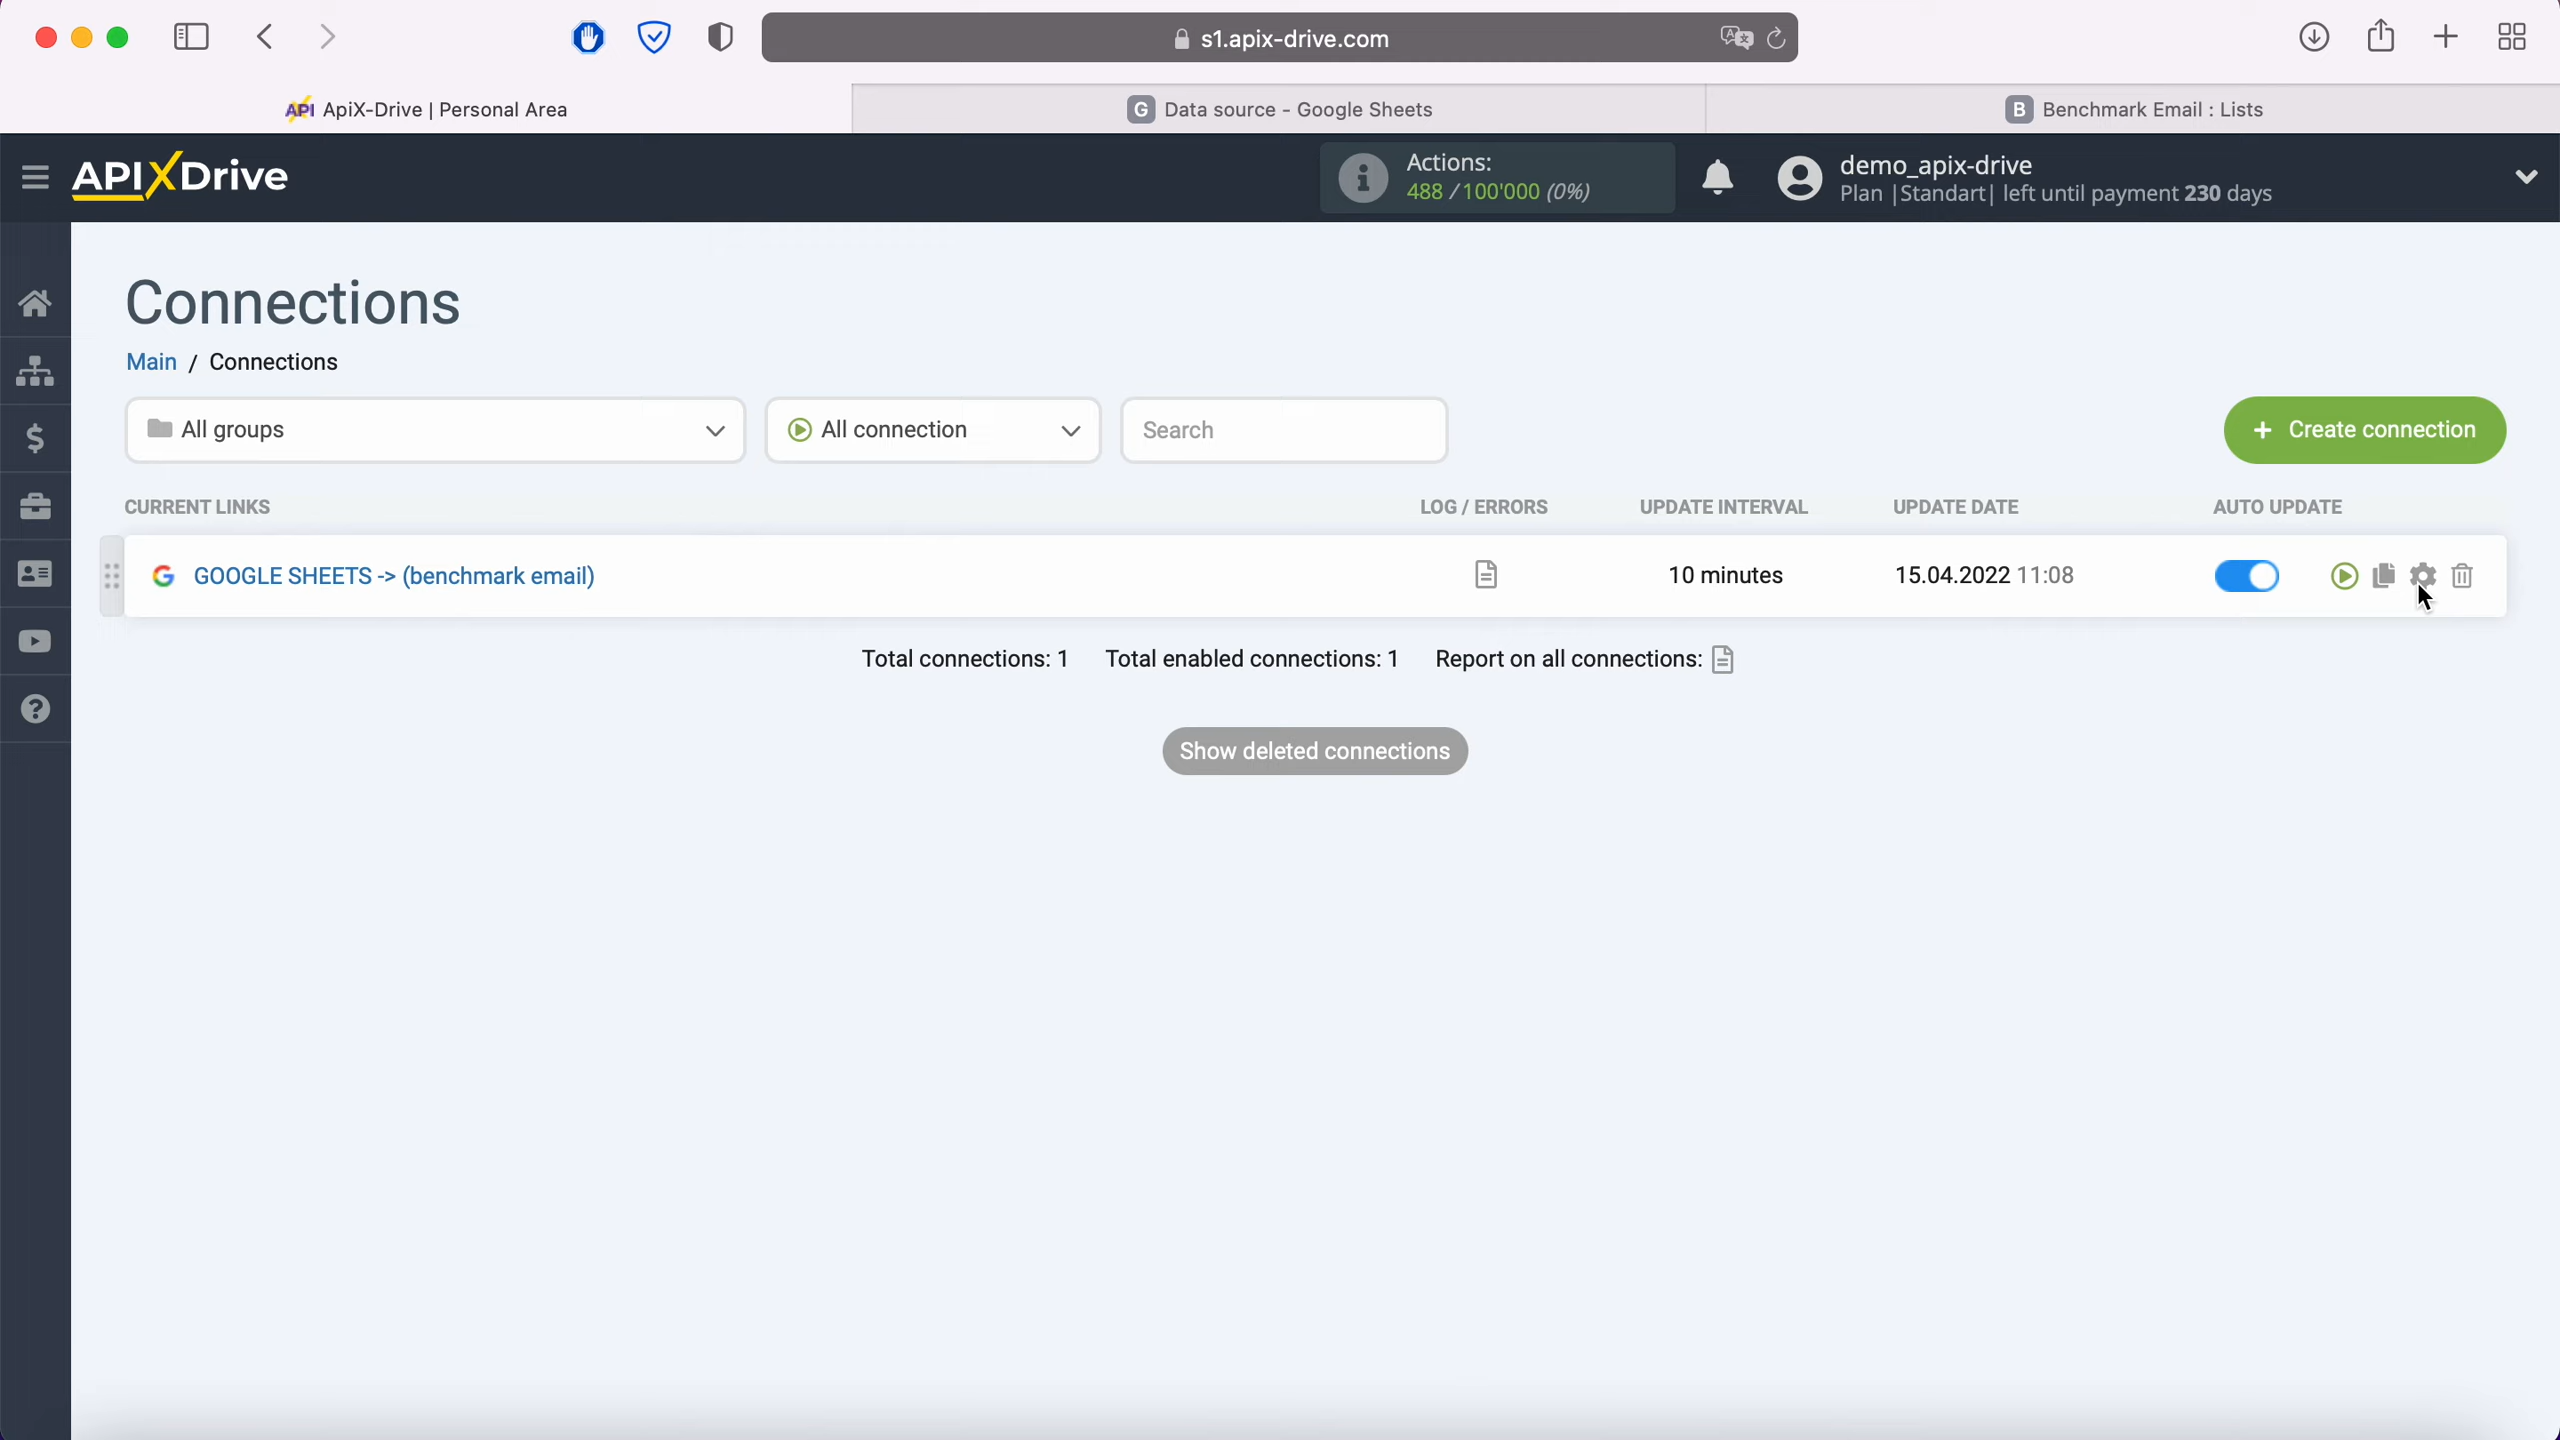 s1.apix-drive.com
API ApiX-Drive | Personal Area
G Data source - Google Sheets
B Benchmark Email : Lists
APIXDrive
Actions:
488 /100'000 (0%)
demo_apix-drive
Plan |Standart| left until payment 230 days
Connections
Main / Connections
All groups
All connection
Search
+ Create connection
CURRENT LINKS
LOG / ERRORS
UPDATE INTERVAL
UPDATE DATE
AUTO UPDATE
G GOOGLE SHEETS -> (benchmark email)
10 minutes
15.04.2022 11:08
Total connections: 1
Total enabled connections: 1
Report on all connections:
Show deleted connections